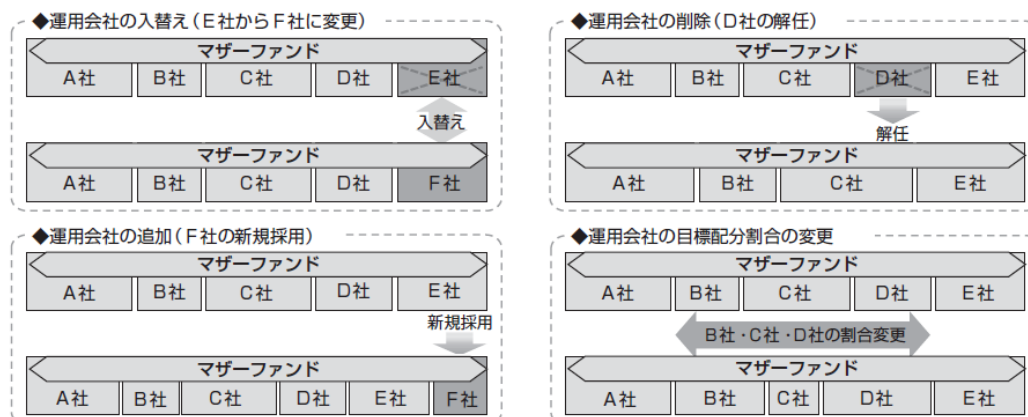 ◆運用会社の入替え(E社からF社に変更)
マザーファンド
A社 B社 C社 D社 E社
入替え
マザーファンド
A社 B社 C社 D社 F社
◆運用会社の削除(D社の解任)
マザーファンド
A社 B社 C社 D社 E社
解任
マザーファンド
A社 B社 C社 E社
◆運用会社の追加(F社の新規採用)
マザーファンド
A社 B社 C社 D社 E社
新規採用
マザーファンド
A社 B社 C社 D社 E社 F社
◆運用会社の目標配分割合の変更
マザーファンド
A社 B社 C社 D社 E社
B社・C社・D社の割合変更
マザーファンド
A社 B社 C社 D社 E社